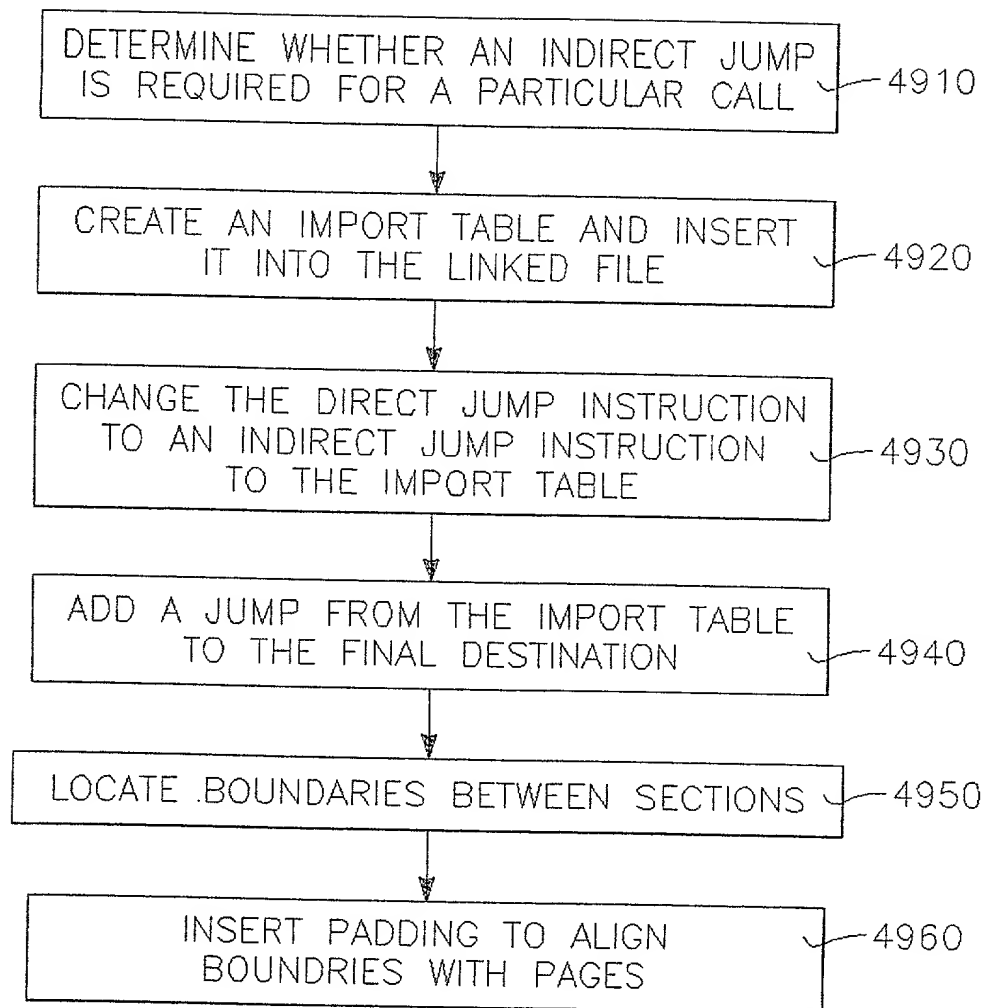 DETERMINE WHETHER AN INDIRECT JUMP
IS REQUIRED FOR A PARTICULAR CALL
4910
CREATE AN IMPORT TABLE AND INSERT
IT INTO THE LINKED FILE
4920
CHANGE THE DIRECT JUMP INSTRUCTION
TO AN INDIRECT JUMP INSTRUCTION
TO THE IMPORT TABLE
4930
ADD A JUMP FROM THE IMPORT TABLE
TO THE FINAL DESTINATION
4940
LOCATE .BOUNDARIES BETWEEN SECTIONS
4950
INSERT PADDING TO ALIGN
BOUNDRIES WITH PAGES
4960